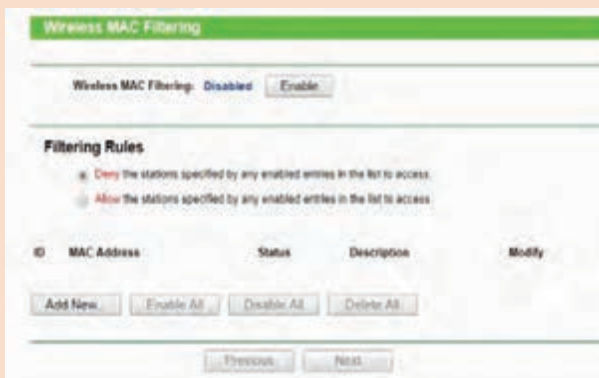 Wireless MAC Filtering
Wireless MAC Filtering: Disabled Enable
Filtering Rules
Deny the stations specified by any enabled entries in the list to access.
Allow the stations specified by any enabled entries in the list to access.
ID MAC Address Status Description Modify
Add New... Enable All Disable All Delete All
Previous Next